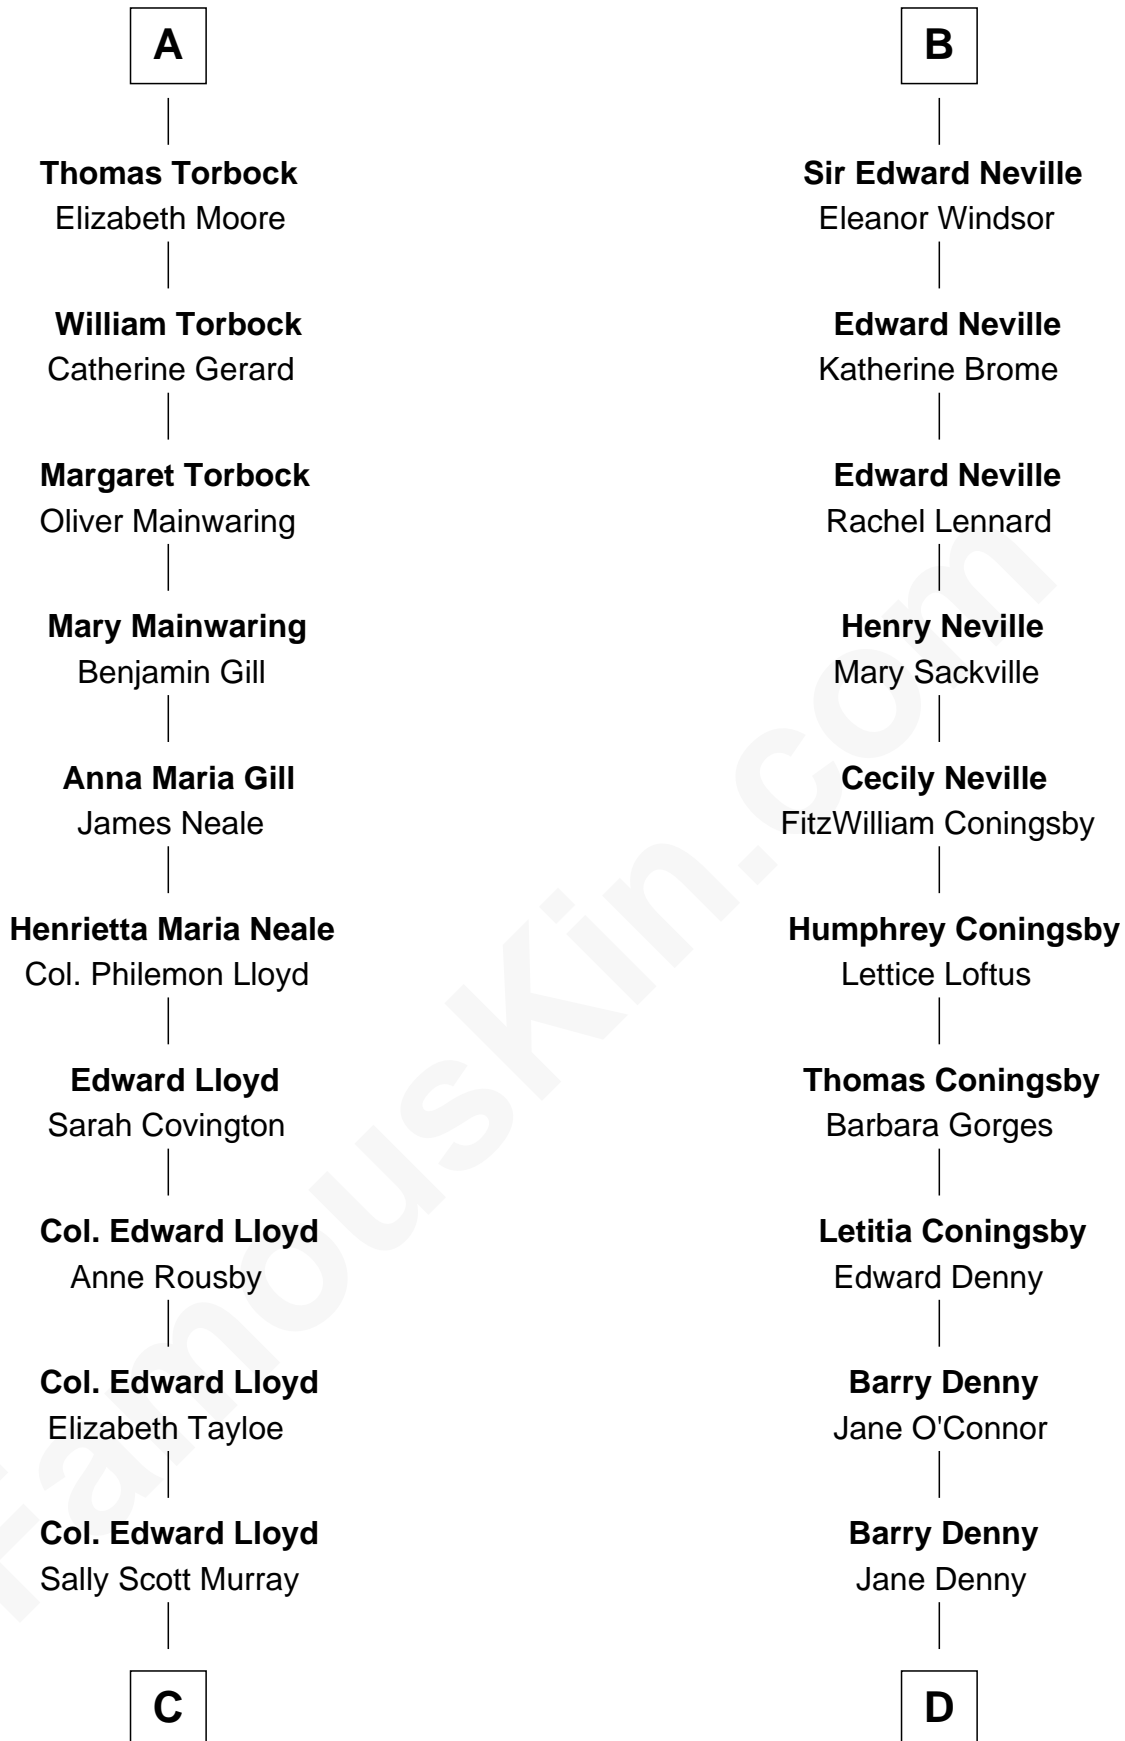 A
Thomas Torbock
Elizabeth Moore
William Torbock
Catherine Gerard
Margaret Torbock
Oliver Mainwaring
Mary Mainwaring
Benjamin Gill
Anna Maria Gill
James Neale
Henrietta Maria Neale
Col. Philemon Lloyd
Edward Lloyd
Sarah Covington
Col. Edward Lloyd
Anne Rousby
Col. Edward Lloyd
Elizabeth Tayloe
Col. Edward Lloyd
Sally Scott Murray
C
B
Sir Edward Neville
Eleanor Windsor
Edward Neville
Katherine Brome
Edward Neville
Rachel Lennard
Henry Neville
Mary Sackville
Cecily Neville
FitzWilliam Coningsby
Humphrey Coningsby
Lettice Loftus
Thomas Coningsby
Barbara Gorges
Letitia Coningsby
Edward Denny
Barry Denny
Jane O'Connor
Barry Denny
Jane Denny
D
FamousKin.com